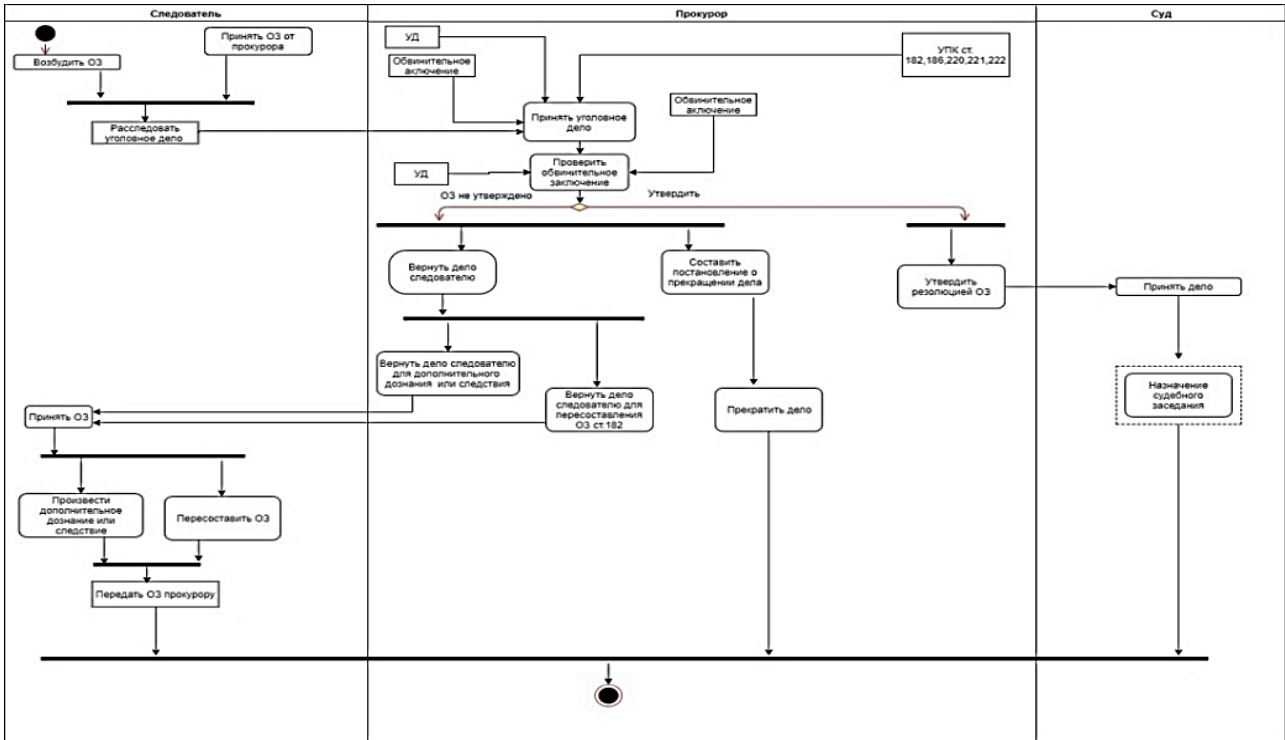 Следователь
Прокурор
Суд
Возбудить ОЗ
Принять ОЗ от
прокурора
Расследовать
уголовное дело
УД
Обвинительное
аключение
УПК ст.
182,186,220,221,222
Обвинительное
аключение
Принять уголовное
дело
УД
Проверить
обвинительное
заключение
ОЗ не утверждено
Утвердить
Вернуть дело
следователю
Составить
постановление о
прекращении дела
Утвердить
резолюцией ОЗ
Принять дело
Вернуть дело следователю
для дополнительного
дознания или следствия
Вернуть дело
следователю для
пересоставления
ОЗ ст.182
Прекратить дело
Назначение
судебного
заседания
Принять ОЗ
Произвести
дополнительное
дознание или
следствие
Пересоставить ОЗ
Передать ОЗ прокурору